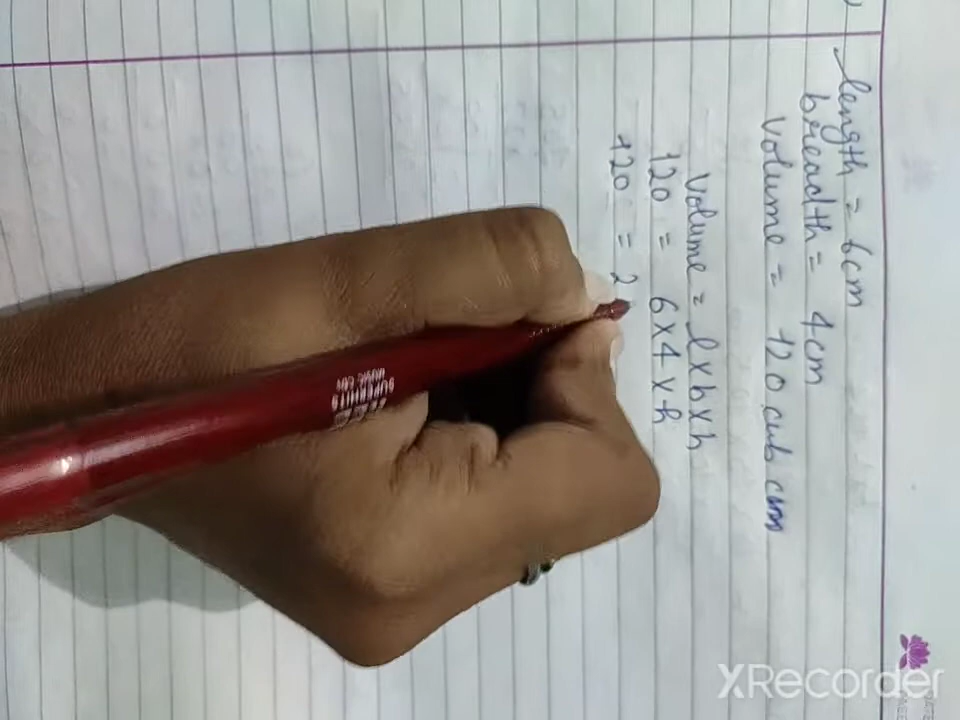 length = 6cm
breadth = 4cm
Volume = 120 cub cm
Volume = l x b x h
120 = 6 x 4 x h
120 = 2
XRecorder